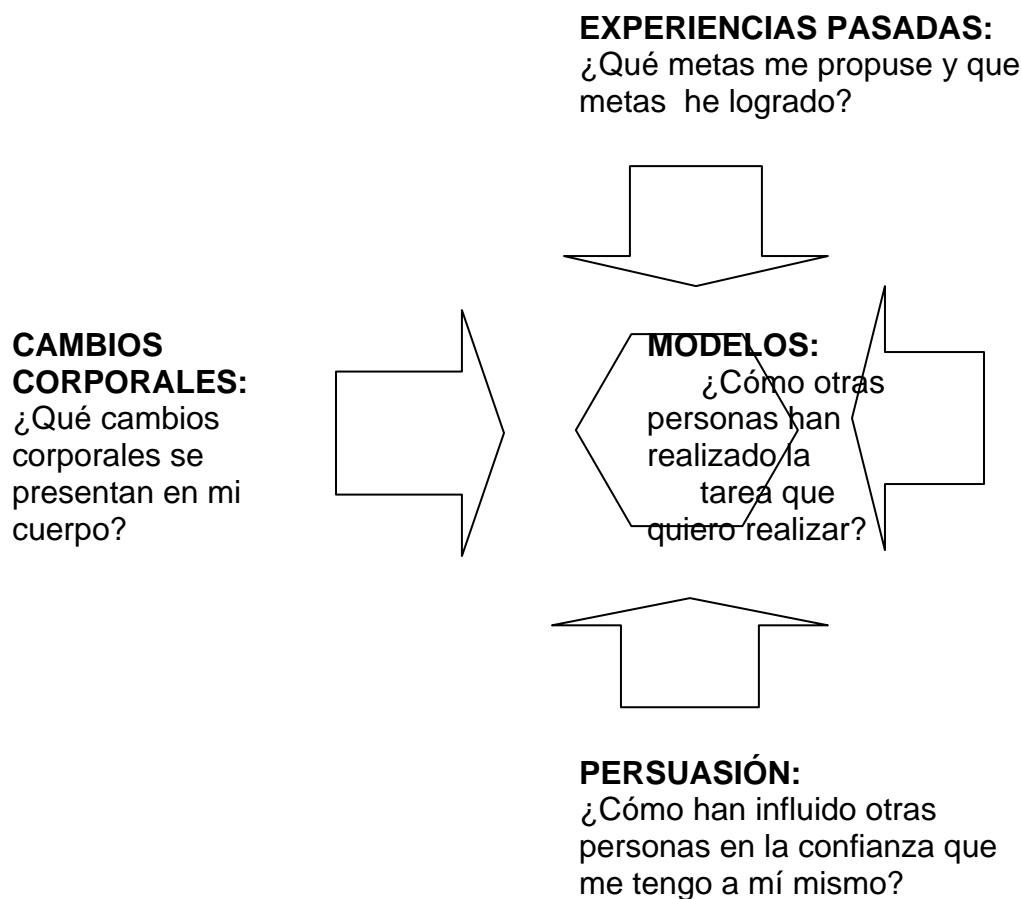 EXPERIENCIAS PASADAS:
¿Qué metas me propuse y que
metas he logrado?
CAMBIOS
CORPORALES:
¿Qué cambios
corporales se
presentan en mi
cuerpo?
MODELOS:
¿Cómo otras
personas han
realizado la
tarea que
quiero realizar?
PERSUASIÓN:
¿Cómo han influido otras
personas en la confianza que
me tengo a mí mismo?